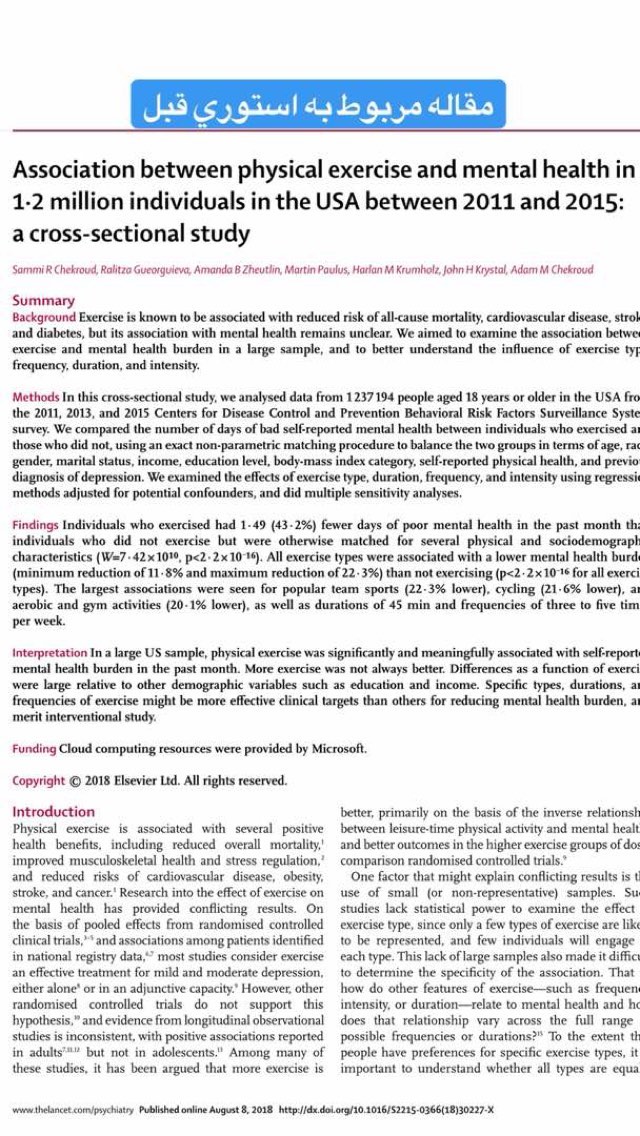 مقاله مربوط به استوري قبل
Association between physical exercise and mental health in
1·2 million individuals in the USA between 2011 and 2015:
a cross-sectional study
Sammi R Chekroud, Ralitza Gueorguieva, Amanda B Zheutlin, Martin Paulus, Harlan M Krumholz, John H Krystal, Adam M Chekroud
Summary
Background Exercise is known to be associated with reduced risk of all-cause mortality, cardiovascular disease, strok
and diabetes, but its association with mental health remains unclear. We aimed to examine the association betwee
exercise and mental health burden in a large sample, and to better understand the influence of exercise typ
frequency, duration, and intensity.
Methods In this cross-sectional study, we analysed data from 1 237 194 people aged 18 years or older in the USA fro
the 2011, 2013, and 2015 Centers for Disease Control and Prevention Behavioral Risk Factors Surveillance Syste
survey. We compared the number of days of bad self-reported mental health between individuals who exercised a
those who did not, using an exact non-parametric matching procedure to balance the two groups in terms of age, rac
gender, marital status, income, education level, body-mass index category, self-reported physical health, and previo
diagnosis of depression. We examined the effects of exercise type, duration, frequency, and intensity using regressi
methods adjusted for potential confounders, and did multiple sensitivity analyses.
Findings Individuals who exercised had 1·49 (43·2%) fewer days of poor mental health in the past month tha
individuals who did not exercise but were otherwise matched for several physical and sociodemograph
characteristics (W=7·42×10¹⁰, p<2·2×10⁻¹⁶). All exercise types were associated with a lower mental health burde
(minimum reduction of 11·8% and maximum reduction of 22·3%) than not exercising (p<2·2×10⁻¹⁶ for all exerci
types). The largest associations were seen for popular team sports (22·3% lower), cycling (21·6% lower), a
aerobic and gym activities (20·1% lower), as well as durations of 45 min and frequencies of three to five tim
per week.
Interpretation In a large US sample, physical exercise was significantly and meaningfully associated with self-reporte
mental health burden in the past month. More exercise was not always better. Differences as a function of exerci
were large relative to other demographic variables such as education and income. Specific types, durations, a
frequencies of exercise might be more effective clinical targets than others for reducing mental health burden, a
merit interventional study.
Funding Cloud computing resources were provided by Microsoft.
Copyright © 2018 Elsevier Ltd. All rights reserved.
Introduction
Physical exercise is associated with several positive
health benefits, including reduced overall mortality,¹
improved musculoskeletal health and stress regulation,²
and reduced risks of cardiovascular disease, obesity,
stroke, and cancer.¹ Research into the effect of exercise on
mental health has provided conflicting results. On
the basis of pooled effects from randomised controlled
clinical trials,³⁻⁵ and associations among patients identified
in national registry data,⁶,⁷ most studies consider exercise
an effective treatment for mild and moderate depression,
either alone⁸ or in an adjunctive capacity.⁹ However, other
randomised controlled trials do not support this
hypothesis,¹⁰ and evidence from longitudinal observational
studies is inconsistent, with positive associations reported
in adults⁷,¹¹,¹² but not in adolescents.¹³ Among many of
these studies, it has been argued that more exercise is
better, primarily on the basis of the inverse relationsh
between leisure-time physical activity and mental healt
and better outcomes in the higher exercise groups of dos
comparison randomised controlled trials.⁹
One factor that might explain conflicting results is t
use of small (or non-representative) samples. Su
studies lack statistical power to examine the effect
exercise type, since only a few types of exercise are like
to be represented, and few individuals will engage
each type. This lack of large samples also made it difficu
to determine the specificity of the association. That
how do other features of exercise—such as frequen
intensity, or duration—relate to mental health and ho
does that relationship vary across the full range
possible frequencies or durations?¹⁵ To the extent th
people have preferences for specific exercise types, it
important to understand whether all types are equa
www.thelancet.com/psychiatry Published online August 8, 2018 http://dx.doi.org/10.1016/S2215-0366(18)30227-X